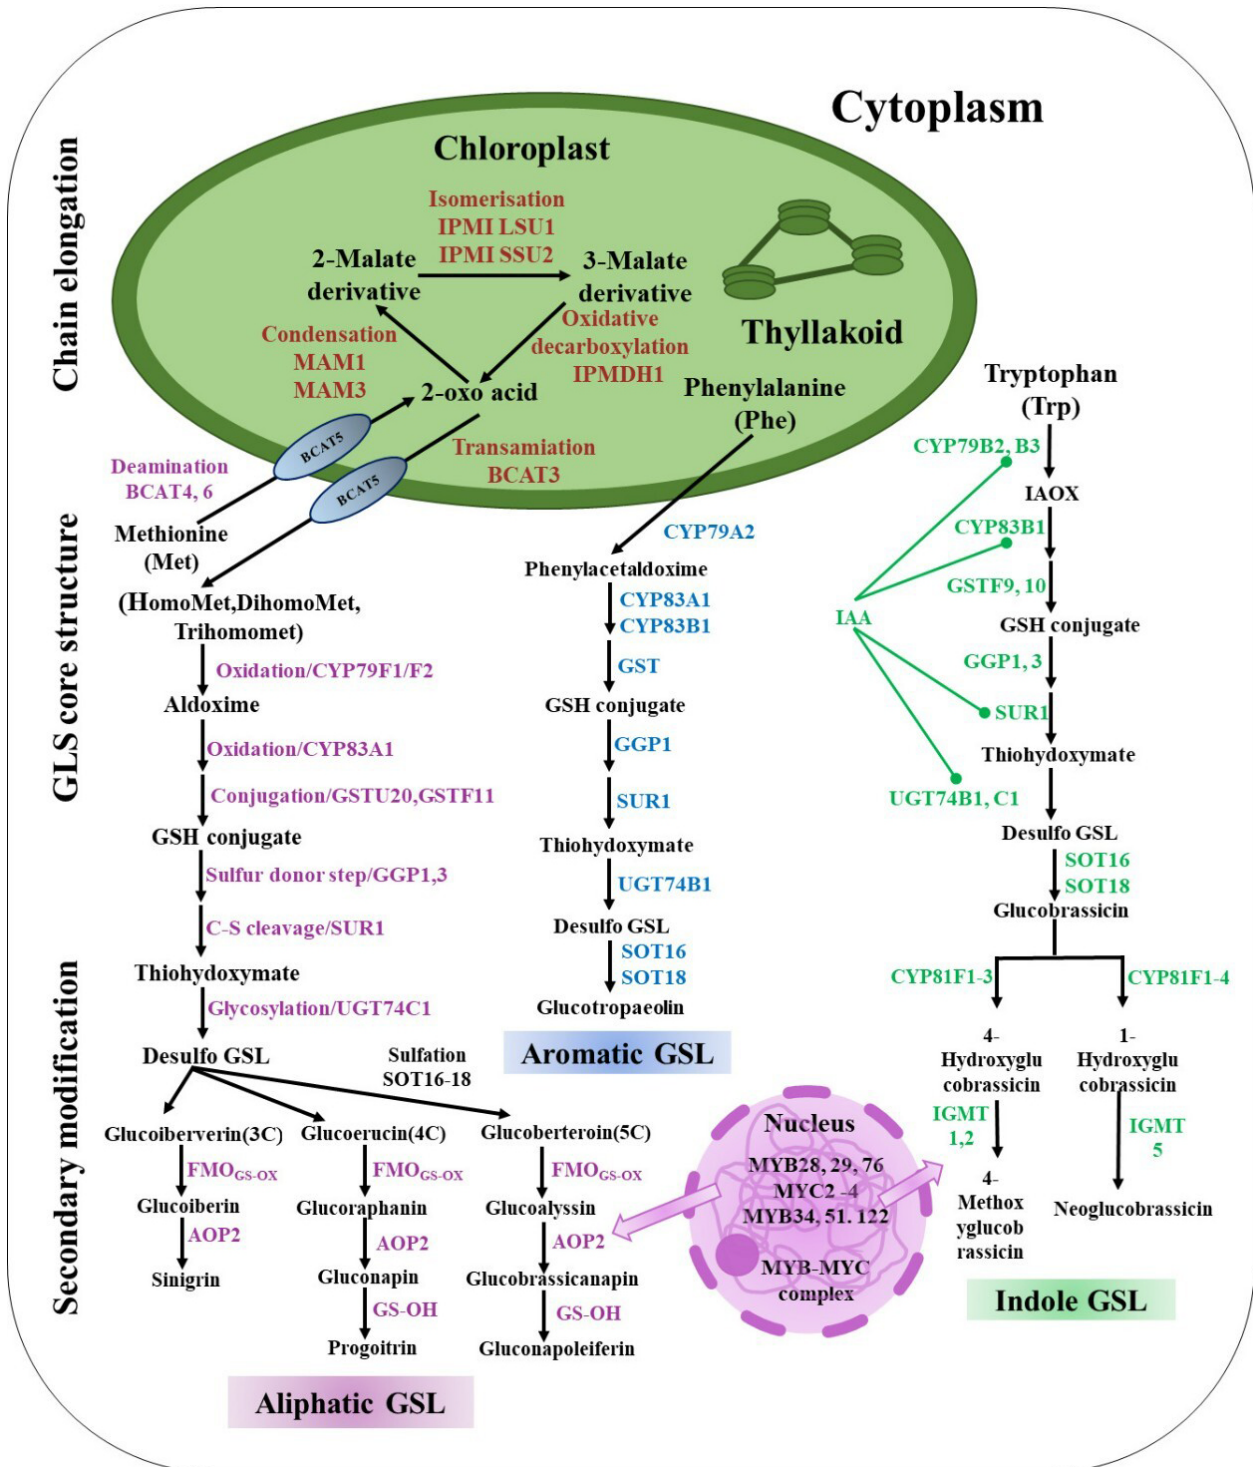 Cytoplasm
Chain elongation
GLS core structure
Secondary modification
Chloroplast
Isomerisation
IPMI LSU1
IPMI SSU2
2-Malate
derivative
3-Malate
derivative
Condensation
MAM1
MAM3
Oxidative
decarboxylation
IPMDH1
Thyllakoid
2-oxo acid
Phenylalanine
(Phe)
BCAT5
BCAT5
Transamiation
BCAT3
Deamination
BCAT4, 6
Methionine
(Met)
(HomoMet,DihomoMet,
Trihomomet)
Oxidation/CYP79F1/F2
Aldoxime
Oxidation/CYP83A1
Conjugation/GSTU20,GSTF11
GSH conjugate
Sulfur donor step/GGP1,3
C-S cleavage/SUR1
Thiohydoxymate
Glycosylation/UGT74C1
Desulfo GSL
Sulfation
SOT16-18
Glucoiberverin(3C)
FMOGS-OX
Glucoiberin
AOP2
Sinigrin
Glucoerucin(4C)
FMOGS-OX
Glucoraphanin
AOP2
Gluconapin
GS-OH
Progoitrin
Glucoberteroin(5C)
FMOGS-OX
Glucoalyssin
AOP2
Glucobrassicanapin
GS-OH
Gluconapoleiferin
Aliphatic GSL
CYP79A2
Phenylacetaldoxime
CYP83A1
CYP83B1
GST
GSH conjugate
GGP1
SUR1
Thiohydoxymate
UGT74B1
Desulfo GSL
SOT16
SOT18
Glucotropaeolin
Aromatic GSL
Nucleus
MYB28, 29, 76
MYC2 -4
MYB34, 51. 122
MYB-MYC
complex
Tryptophan
(Trp)
CYP79B2, B3
IAOX
CYP83B1
GSTF9, 10
IAA
GSH conjugate
GGP1, 3
SUR1
Thiohydoxymate
UGT74B1, C1
Desulfo GSL
SOT16
SOT18
Glucobrassicin
CYP81F1-3
CYP81F1-4
4-
Hydroxyglu
cobrassicin
1-
Hydroxyglu
cobrassicin
IGMT
1,2
IGMT
5
4-
Methox
yglucob
rassicin
Neoglucobrassicin
Indole GSL